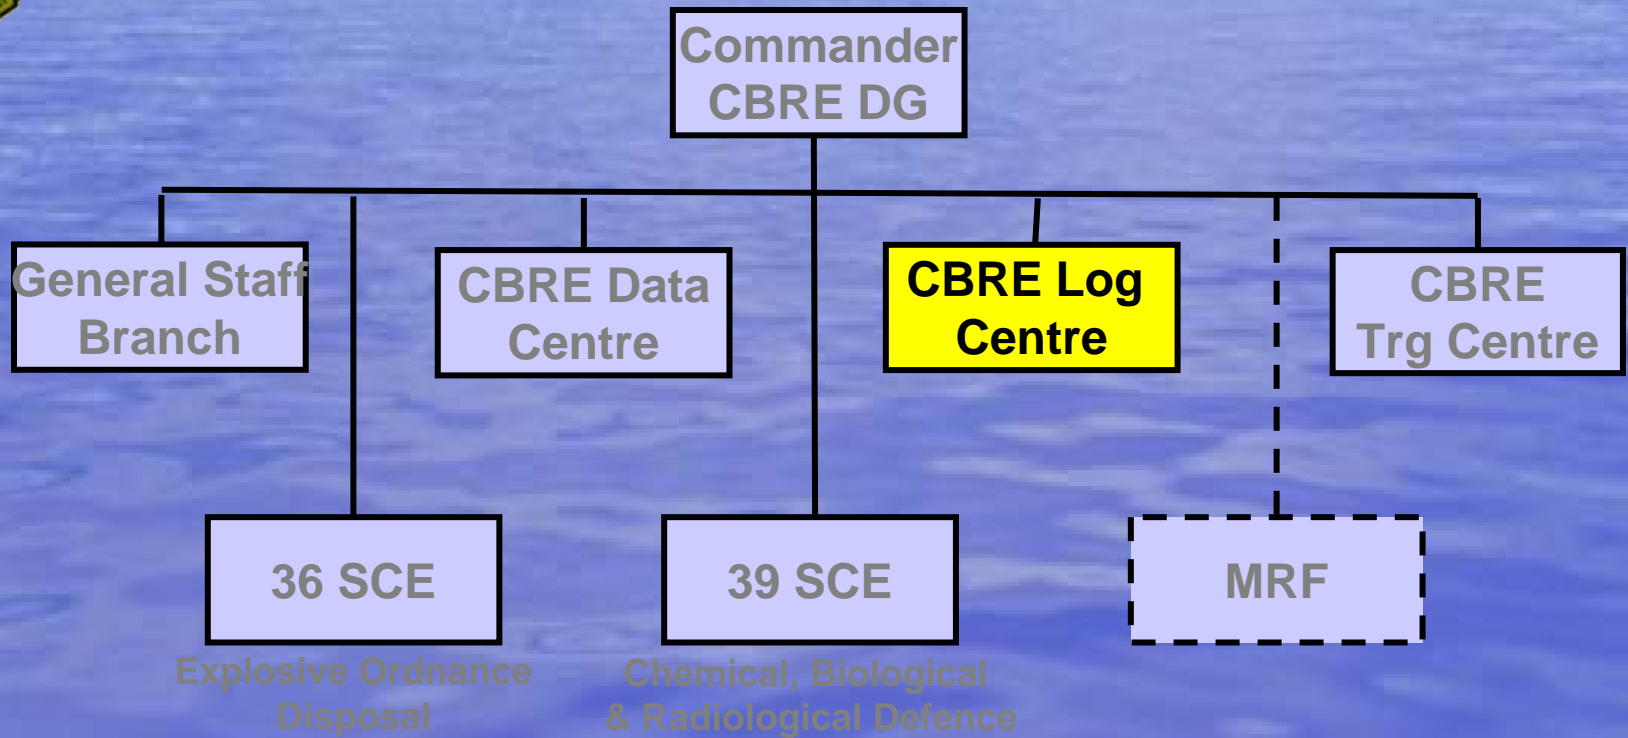 Commander
CBRE DG
General Staff
Branch
CBRE Data
Centre
CBRE Log
Centre
CBRE
Trg Centre
36 SCE
39 SCE
MRF
Explosive Ordnance
Disposal
Chemical, Biological
& Radiological Defence